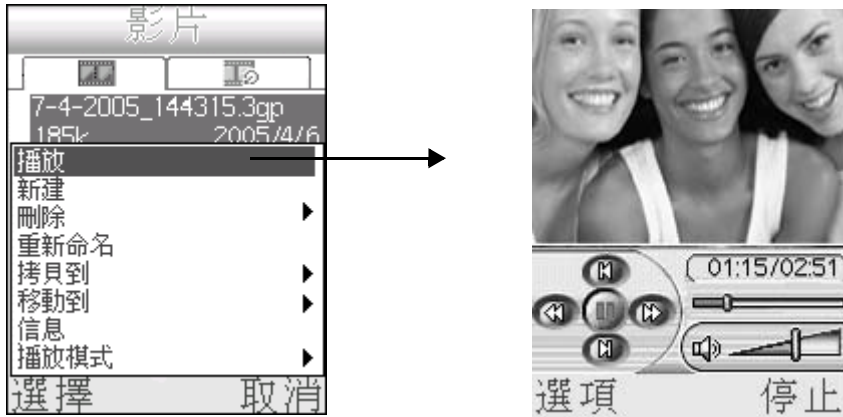 影片
7-4-2005_144315.3gp
185k 2005/4/6
播放
新建
刪除
重新命名
拷貝到
移動到
信息
播放模式
選擇 取消
01:15/02:51
選項 停止